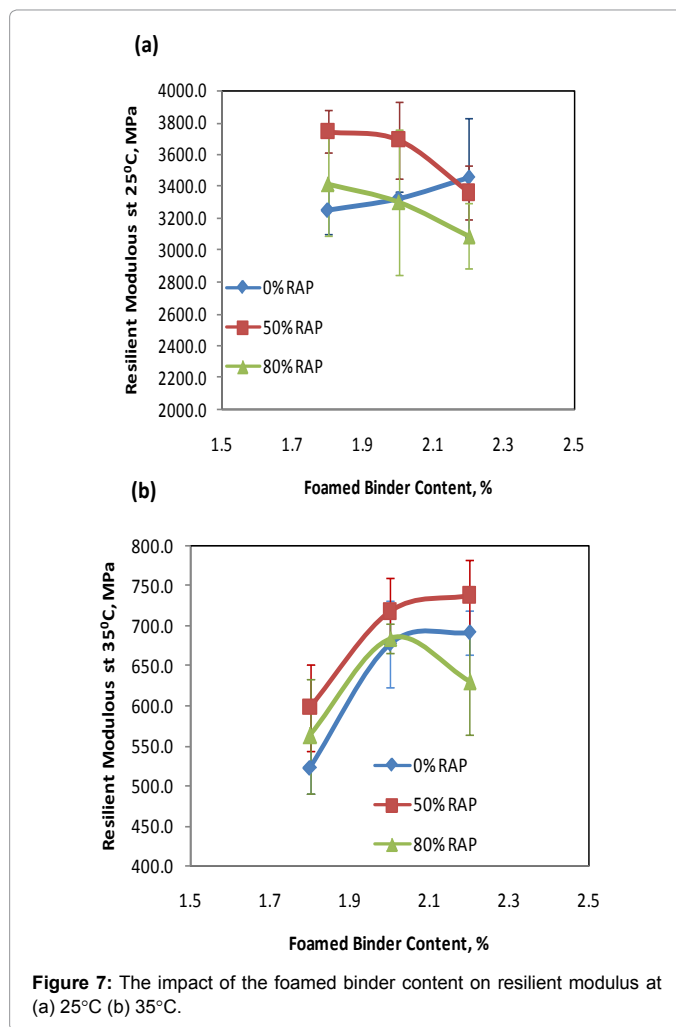 (a)
Resilient Modulous st 25⁰C, MPa
4000.0
3800.0
3600.0
3400.0
3200.0
3000.0
2800.0
2600.0
2400.0
2200.0
2000.0
0% RAP
50% RAP
80% RAP
1.5 1.7 1.9 2.1 2.3 2.5
Foamed Binder Content, %
(b)
Resilient Modulous st 35⁰C, MPa
800.0
750.0
700.0
650.0
600.0
550.0
500.0
450.0
400.0
0% RAP
50% RAP
80% RAP
1.5 1.7 1.9 2.1 2.3 2.5
Foamed Binder Content, %
Figure 7: The impact of the foamed binder content on resilient modulus at
(a) 25°C (b) 35°C.